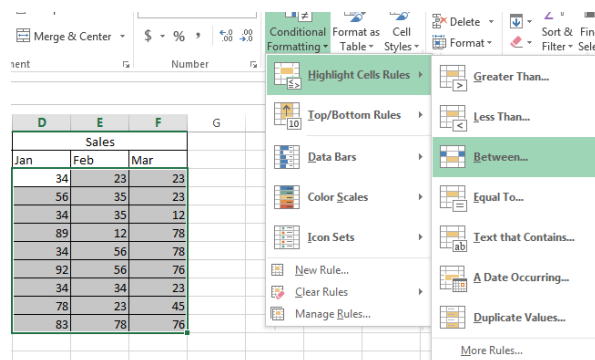 Merge & Center
$ % ,
.0 .00
Conditional Formatting
Format as Table
Cell Styles
Delete
Format
Sort & Filter
Number
Highlight Cells Rules
Top/Bottom Rules
Data Bars
Color Scales
Icon Sets
New Rule...
Clear Rules
Manage Rules...
Greater Than...
Less Than...
Between...
Equal To...
Text that Contains...
A Date Occurring...
Duplicate Values...
More Rules...
D E F G
Sales
Jan Feb Mar
34 23 23
56 35 23
34 35 12
89 12 78
34 56 78
92 56 76
34 34 23
78 23 45
83 78 76